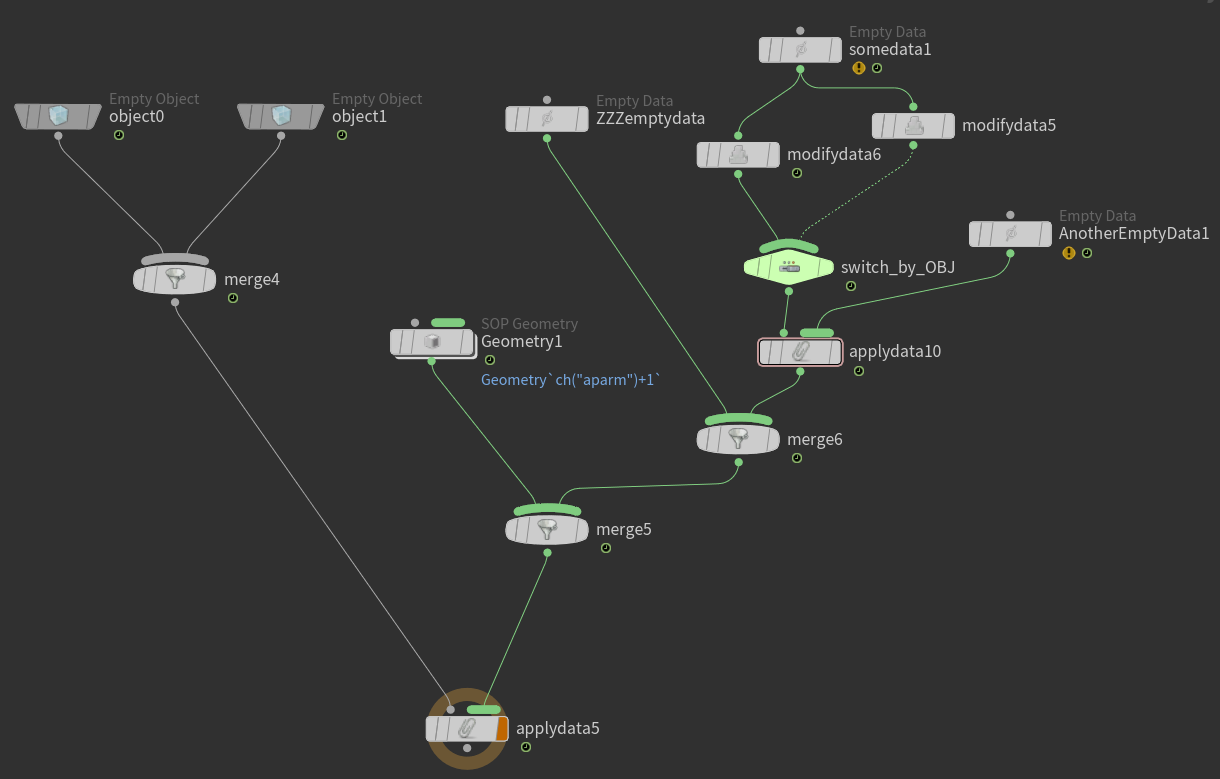 Empty Data
somedata1
Empty Object
object0
Empty Object
object1
Empty Data
ZZZemptydata
modifydata5
modifydata6
Empty Data
AnotherEmptyData1
switch_by_OBJ
merge4
SOP Geometry
Geometry1
Geometry`ch("aparm")+1`
applydata10
merge6
merge5
applydata5